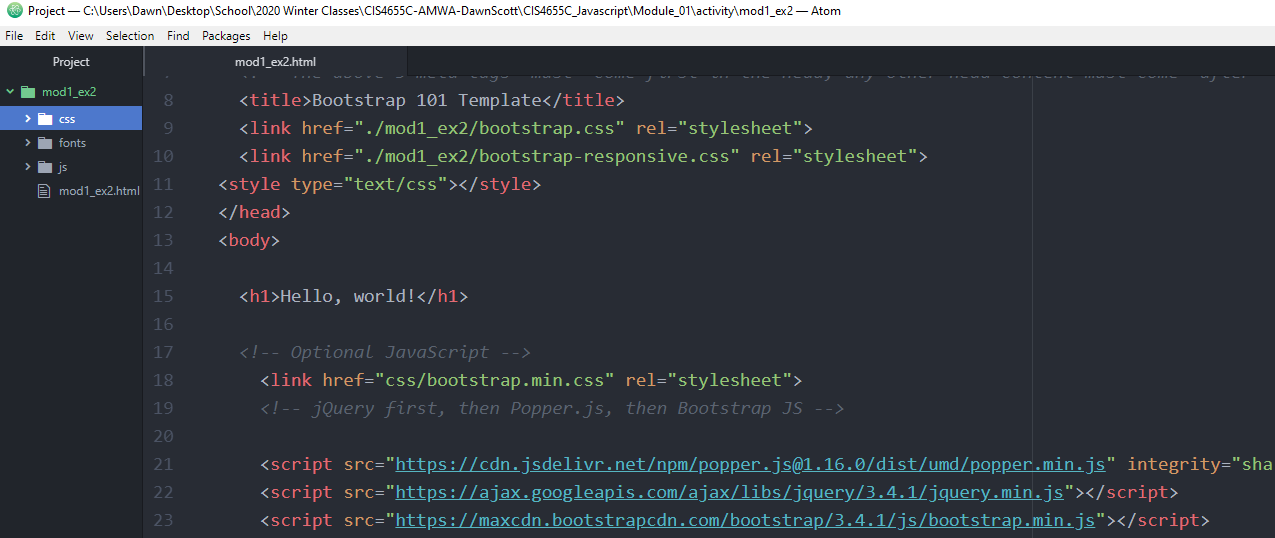 Project — C:\Users\Dawn\Desktop\School\2020 Winter Classes\CIS4655C-AMWA-DawnScott\CIS4655C_Javascript\Module_01\activity\mod1_ex2 — Atom
File Edit View Selection Find Packages Help
Project
mod1_ex2.html
mod1_ex2
css
fonts
js
mod1_ex2.html
8 <title>Bootstrap 101 Template</title>
9 <link href="./mod1_ex2/bootstrap.css" rel="stylesheet">
10 <link href="./mod1_ex2/bootstrap-responsive.css" rel="stylesheet">
11 <style type="text/css"></style>
12 </head>
13 <body>
14
15 <h1>Hello, world!</h1>
16
17 <!-- Optional JavaScript -->
18 <link href="css/bootstrap.min.css" rel="stylesheet">
19 <!-- jQuery first, then Popper.js, then Bootstrap JS -->
20
21 <script src="https://cdn.jsdelivr.net/npm/popper.js@1.16.0/dist/umd/popper.min.js" integrity="sha
22 <script src="https://ajax.googleapis.com/ajax/libs/jquery/3.4.1/jquery.min.js"></script>
23 <script src="https://maxcdn.bootstrapcdn.com/bootstrap/3.4.1/js/bootstrap.min.js"></script>